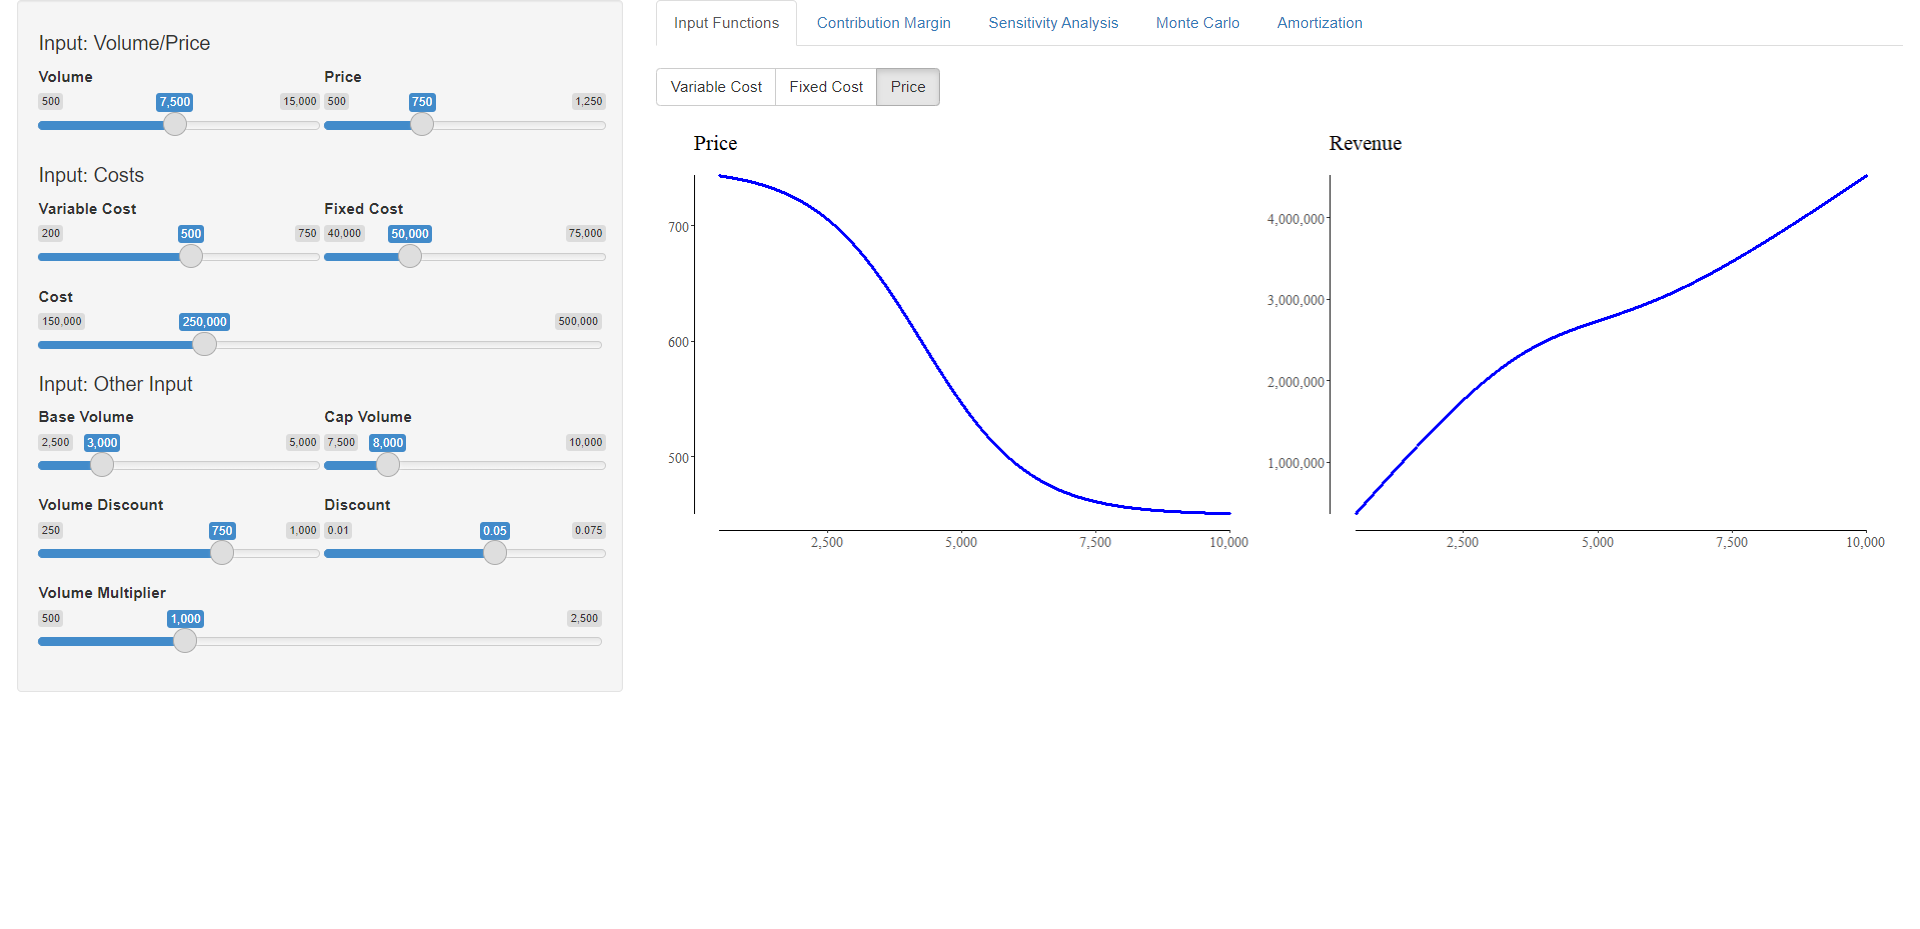 Input: Volume/Price
Volume Price
500 7,500 15,000 500 750 1,250
Input: Costs
Variable Cost Fixed Cost
200 500 750 40,000 50,000 75,000
Cost
150,000 250,000 500,000
Input: Other Input
Base Volume Cap Volume
2,500 3,000 5,000 7,500 8,000 10,000
Volume Discount Discount
250 750 1,000 0.01 0.05 0.075
Volume Multiplier
500 1,000 2,500
Input Functions Contribution Margin Sensitivity Analysis Monte Carlo Amortization
Variable Cost Fixed Cost Price
Price
700
600
500
2,500 5,000 7,500 10,000
Revenue
4,000,000
3,000,000
2,000,000
1,000,000
2,500 5,000 7,500 10,000